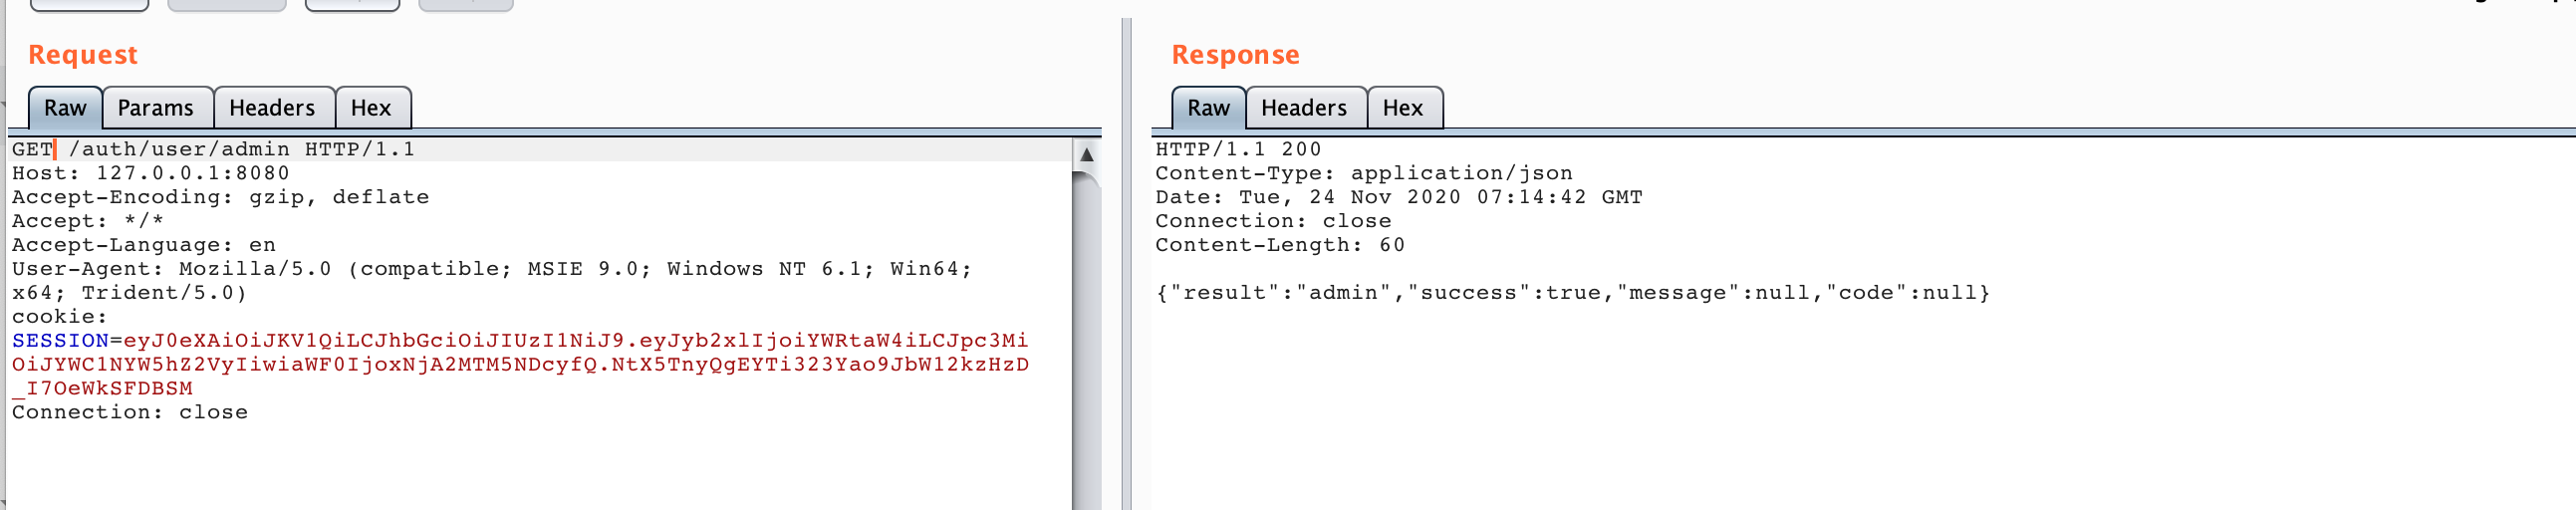 Request
Raw Params Headers Hex
GET /auth/user/admin HTTP/1.1
Host: 127.0.0.1:8080
Accept-Encoding: gzip, deflate
Accept: */*
Accept-Language: en
User-Agent: Mozilla/5.0 (compatible; MSIE 9.0; Windows NT 6.1; Win64;
x64; Trident/5.0)
cookie:
SESSION=eyJ0eXAiOiJKV1QiLCJhbGciOiJIUzI1NiJ9.eyJyb2xlIjoiYWRtaW4iLCJpc3Mi
OiJYWC1NYW5hZ2VyIiwiaWF0IjoxNjA2MTM5NDcyfQ.NtX5TnyQgEYTi323Yao9JbW12kzHzD
_I7OeWkSFDBSM
Connection: close
Response
Raw Headers Hex
HTTP/1.1 200
Content-Type: application/json
Date: Tue, 24 Nov 2020 07:14:42 GMT
Connection: close
Content-Length: 60
{"result":"admin","success":true,"message":null,"code":null}